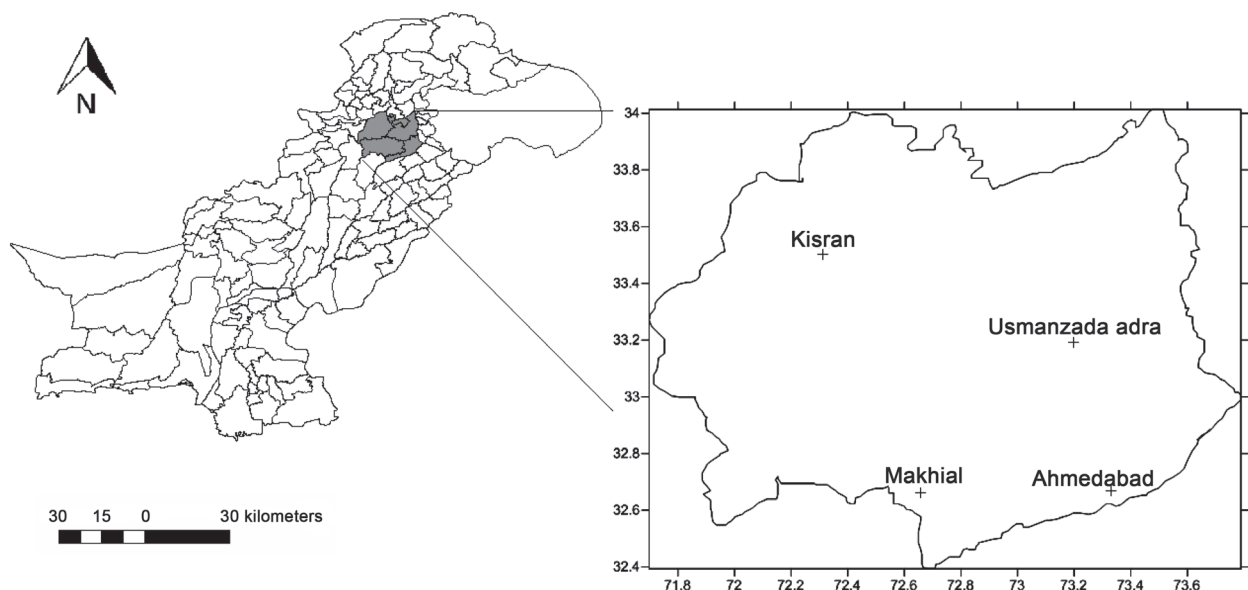 N
30 15 0 30 kilometers
34
33.8
33.6
33.4
33.2
33
32.8
32.6
32.4
Kisran
Usmanzada adra
Makhial
Ahmedabad
71.8 72 72.2 72.4 72.6 72.8 73 73.2 73.4 73.6